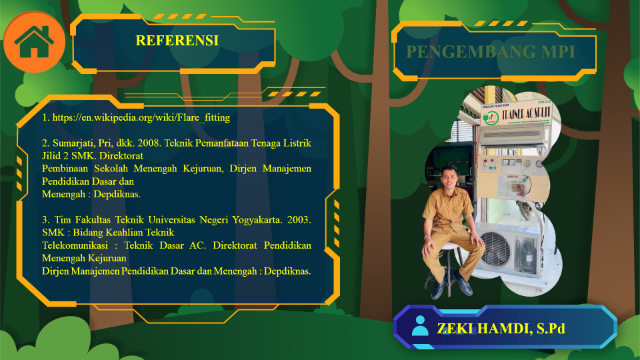 REFERENSI
1. https://en.wikipedia.org/wiki/Flare_fitting
2. Sumarjati, Pri, dkk. 2008. Teknik Pemanfataan Tenaga Listrik
Jilid 2 SMK. Direktorat
Pembinaan Sekolah Menengah Kejuruan, Dirjen Manajemen
Pendidikan Dasar dan
Menengah : Depdiknas.
3. Tim Fakultas Teknik Universitas Negeri Yogyakarta. 2003.
SMK : Bidang Keahlian Teknik
Telekomunikasi : Teknik Dasar AC. Direktorat Pendidikan
Menengah Kejuruan
Dirjen Manajemen Pendidikan Dasar dan Menengah : Depdiknas.
PENGEMBANG MPI
TRAINER AC SPLIT
ZEKI HAMDI, S.Pd